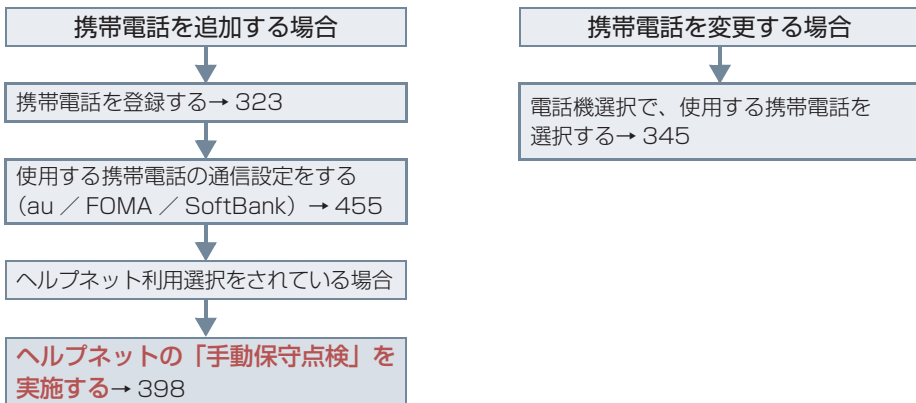 携帯電話を追加する場合
携帯電話を登録する→ 323
使用する携帯電話の通信設定をする
（au ／ FOMA ／ SoftBank）→ 455
ヘルプネット利用選択をされている場合
ヘルプネットの「手動保守点検」を
実施する→ 398
携帯電話を変更する場合
電話機選択で、使用する携帯電話を
選択する→ 345